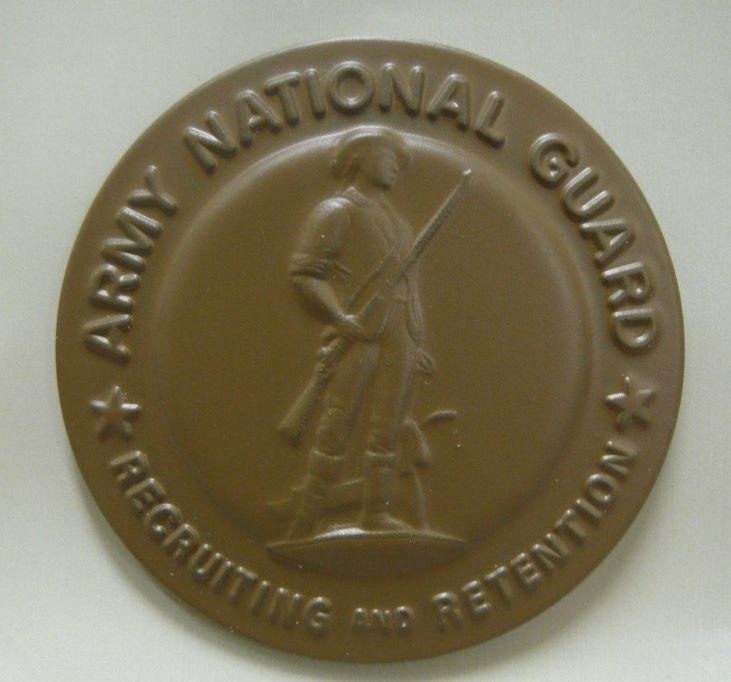 ARMY NATIONAL GUARD
RECRUITING AND RETENTION